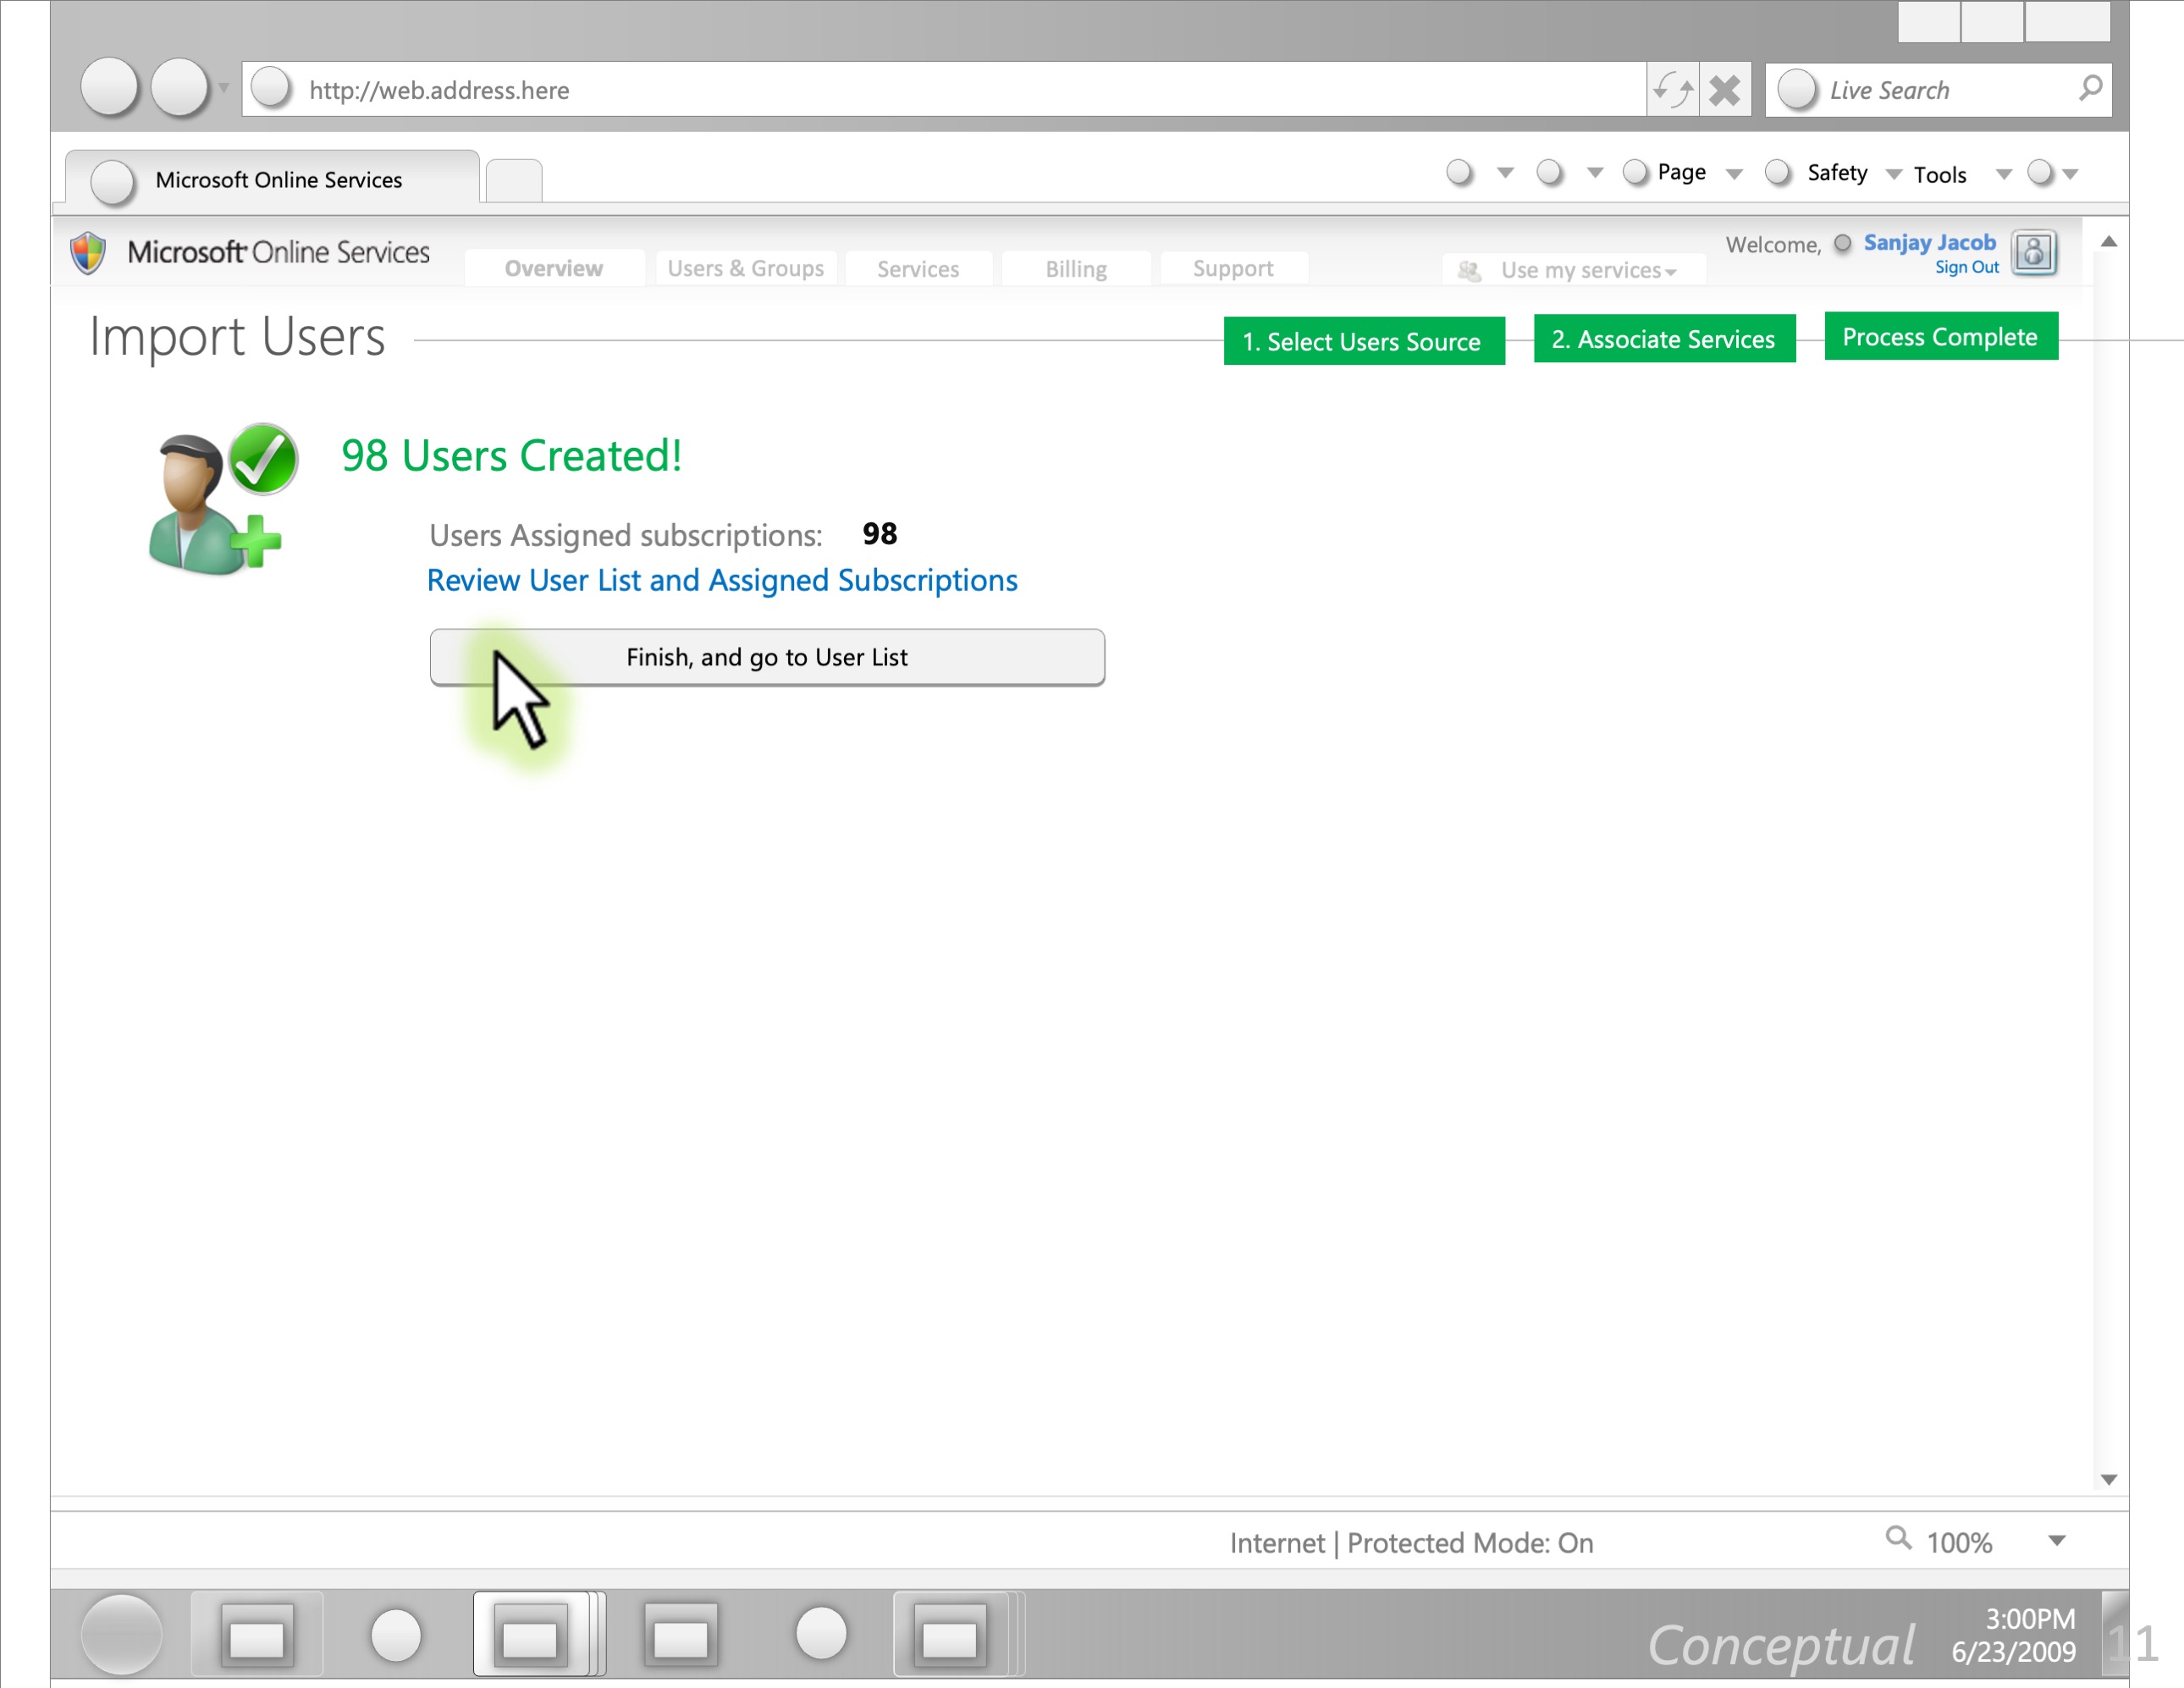 http://web.address.here
Live Search
Microsoft Online Services
Page
Safety
Tools
Microsoft Online Services
Overview
Users & Groups
Services
Billing
Support
Use my services
Welcome,
Sanjay Jacob
Sign Out
Import Users
1. Select Users Source
2. Associate Services
Process Complete
98 Users Created!
Users Assigned subscriptions: 98
Review User List and Assigned Subscriptions
Finish, and go to User List
Internet | Protected Mode: On
100%
Conceptual
3:00PM
6/23/2009
11